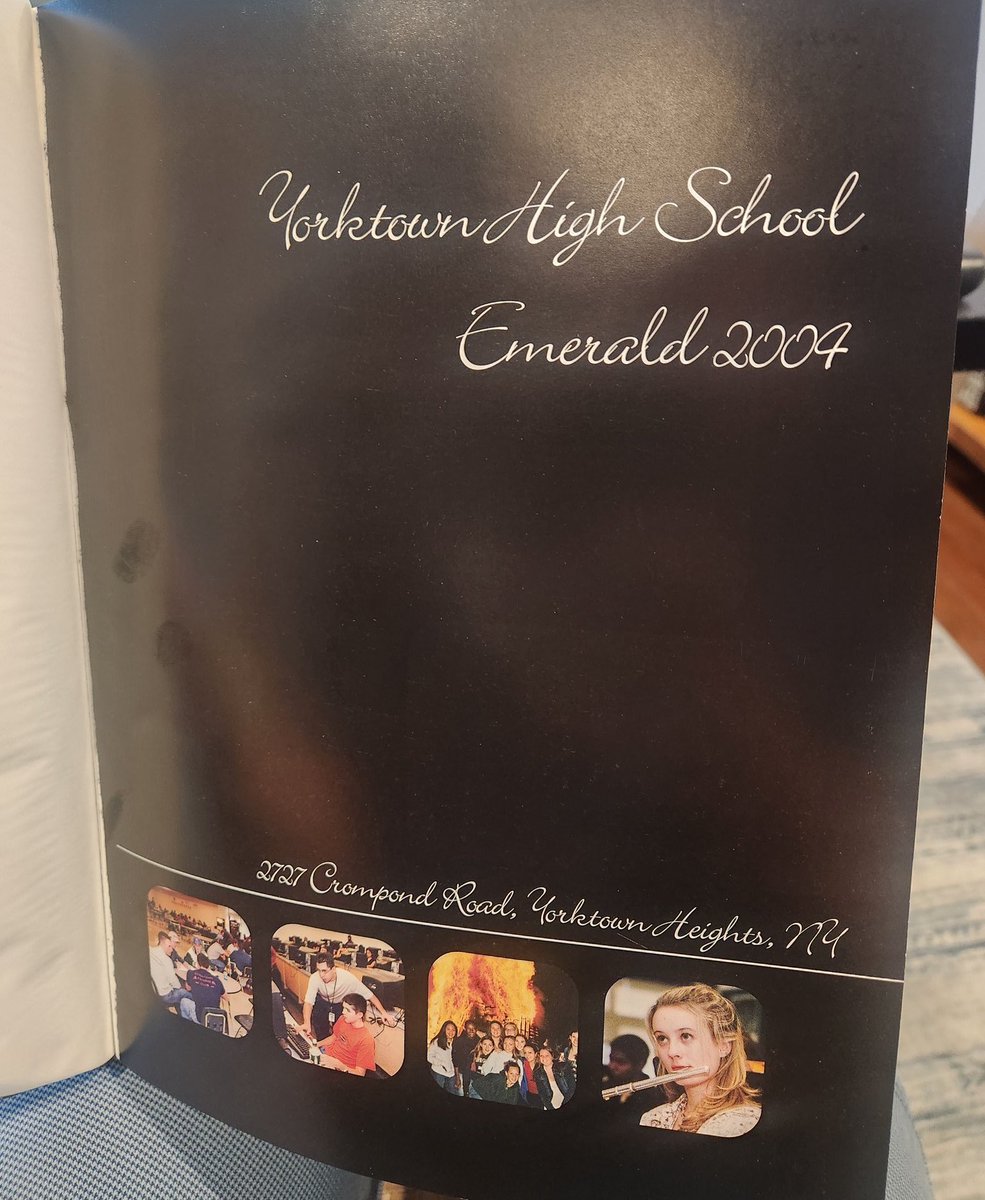 Yorktown High School
Emerald 2004
2727 Crompond Road, Yorktown Heights, NY